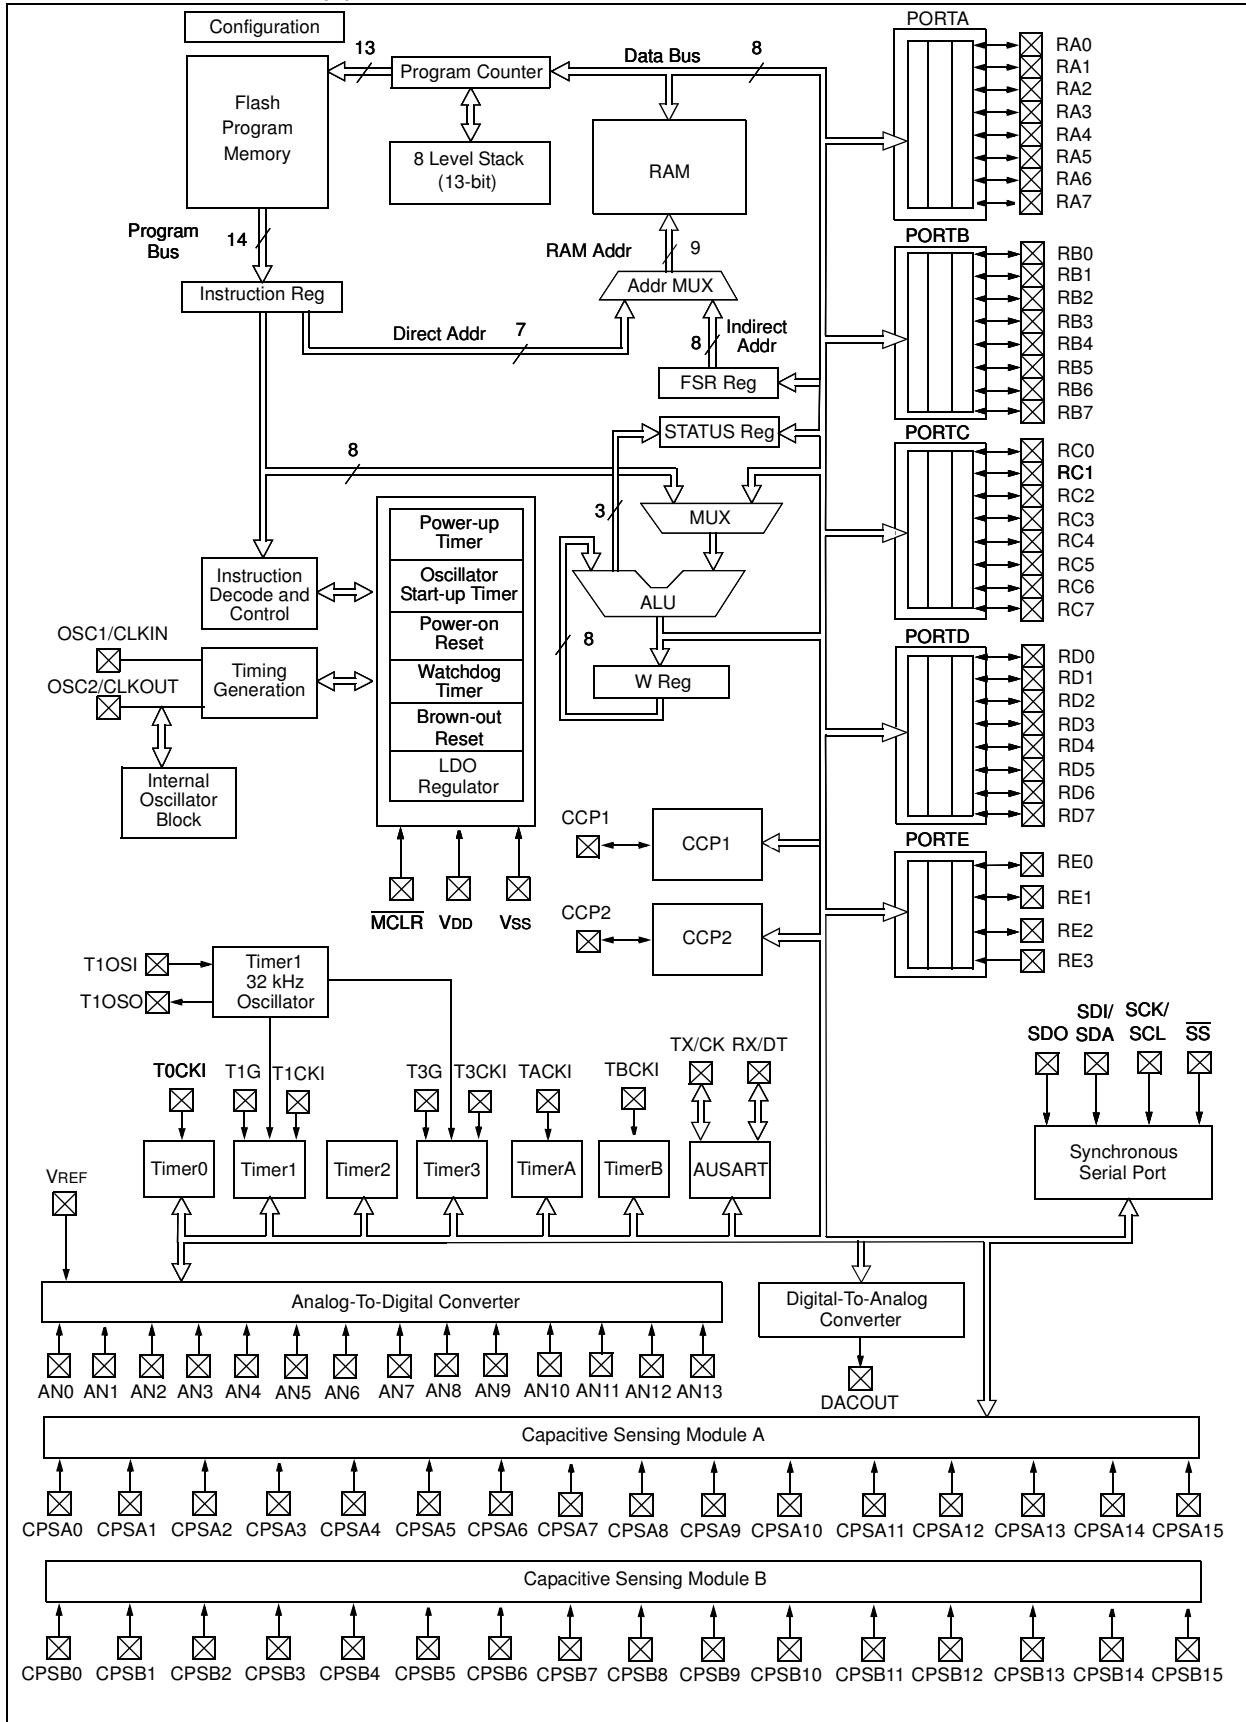 Configuration
PORTA
13
Data Bus
8
Program Counter
Flash
Program
Memory
8 Level Stack
(13-bit)
RAM
RA0
RA1
RA2
RA3
RA4
RA5
RA6
RA7
Program
Bus
14
RAM Addr
9
Instruction Reg
Addr MUX
Direct Addr
7
8
Indirect
Addr
FSR Reg
PORTB
RB0
RB1
RB2
RB3
RB4
RB5
RB6
RB7
STATUS Reg
8
3
MUX
ALU
8
W Reg
PORTC
RC0
RC1
RC2
RC3
RC4
RC5
RC6
RC7
Power-up
Timer
Oscillator
Start-up Timer
Power-on
Reset
Watchdog
Timer
Brown-out
Reset
LDO
Regulator
Instruction
Decode and
Control
OSC1/CLKIN
OSC2/CLKOUT
Timing
Generation
Internal
Oscillator
Block
MCLR
VDD
VSS
PORTD
RD0
RD1
RD2
RD3
RD4
RD5
RD6
RD7
CCP1
CCP1
CCP2
CCP2
PORTE
RE0
RE1
RE2
RE3
T1OSI
T1OSO
Timer1
32 kHz
Oscillator
SDO
SDI/
SDA
SCK/
SCL
SS
Synchronous
Serial Port
T0CKI
T1G
T1CKI
T3G
T3CKI
TACKI
TBCKI
TX/CK
RX/DT
Timer0
Timer1
Timer2
Timer3
TimerA
TimerB
AUSART
VREF
Analog-To-Digital Converter
Digital-To-Analog
Converter
AN0 AN1 AN2 AN3 AN4 AN5 AN6 AN7 AN8 AN9 AN10 AN11 AN12 AN13
DACOUT
Capacitive Sensing Module A
CPSA0 CPSA1 CPSA2 CPSA3 CPSA4 CPSA5 CPSA6 CPSA7 CPSA8 CPSA9 CPSA10 CPSA11 CPSA12 CPSA13 CPSA14 CPSA15
Capacitive Sensing Module B
CPSB0 CPSB1 CPSB2 CPSB3 CPSB4 CPSB5 CPSB6 CPSB7 CPSB8 CPSB9 CPSB10 CPSB11 CPSB12 CPSB13 CPSB14 CPSB15